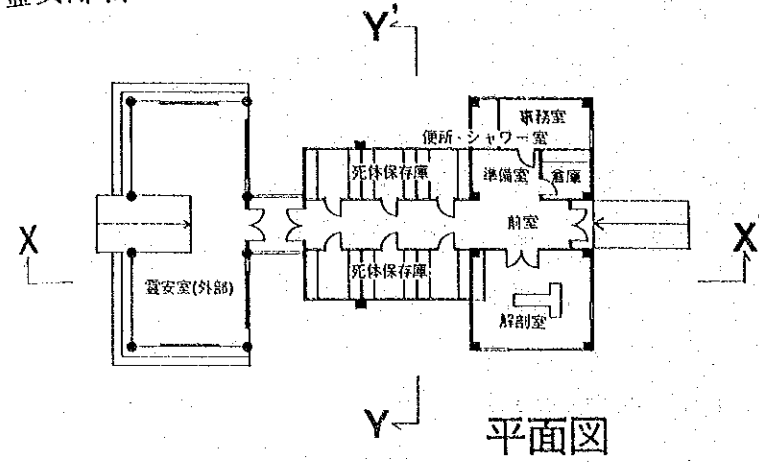 Y'
事務室
便所・シャワー室
死体保存庫
準備室
倉庫
前室
X
X'
死体保存庫
霊安室(外部)
解剖室
Y
平面図